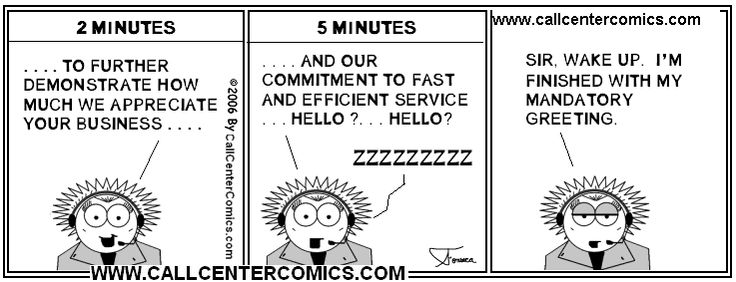 2 MINUTES
. . . . TO FURTHER
DEMONSTRATE HOW
MUCH WE APPRECIATE
YOUR BUSINESS . . . .
©2006 By CallCenterComics.com
5 MINUTES
. . . . AND OUR
COMMITMENT TO FAST
AND EFFICIENT SERVICE
. . . HELLO ?. . . HELLO?
ZZZZZZZZZ
www.callcentercomics.com
SIR, WAKE UP. I'M
FINISHED WITH MY
MANDATORY
GREETING.
WWW.CALLCENTERCOMICS.COM